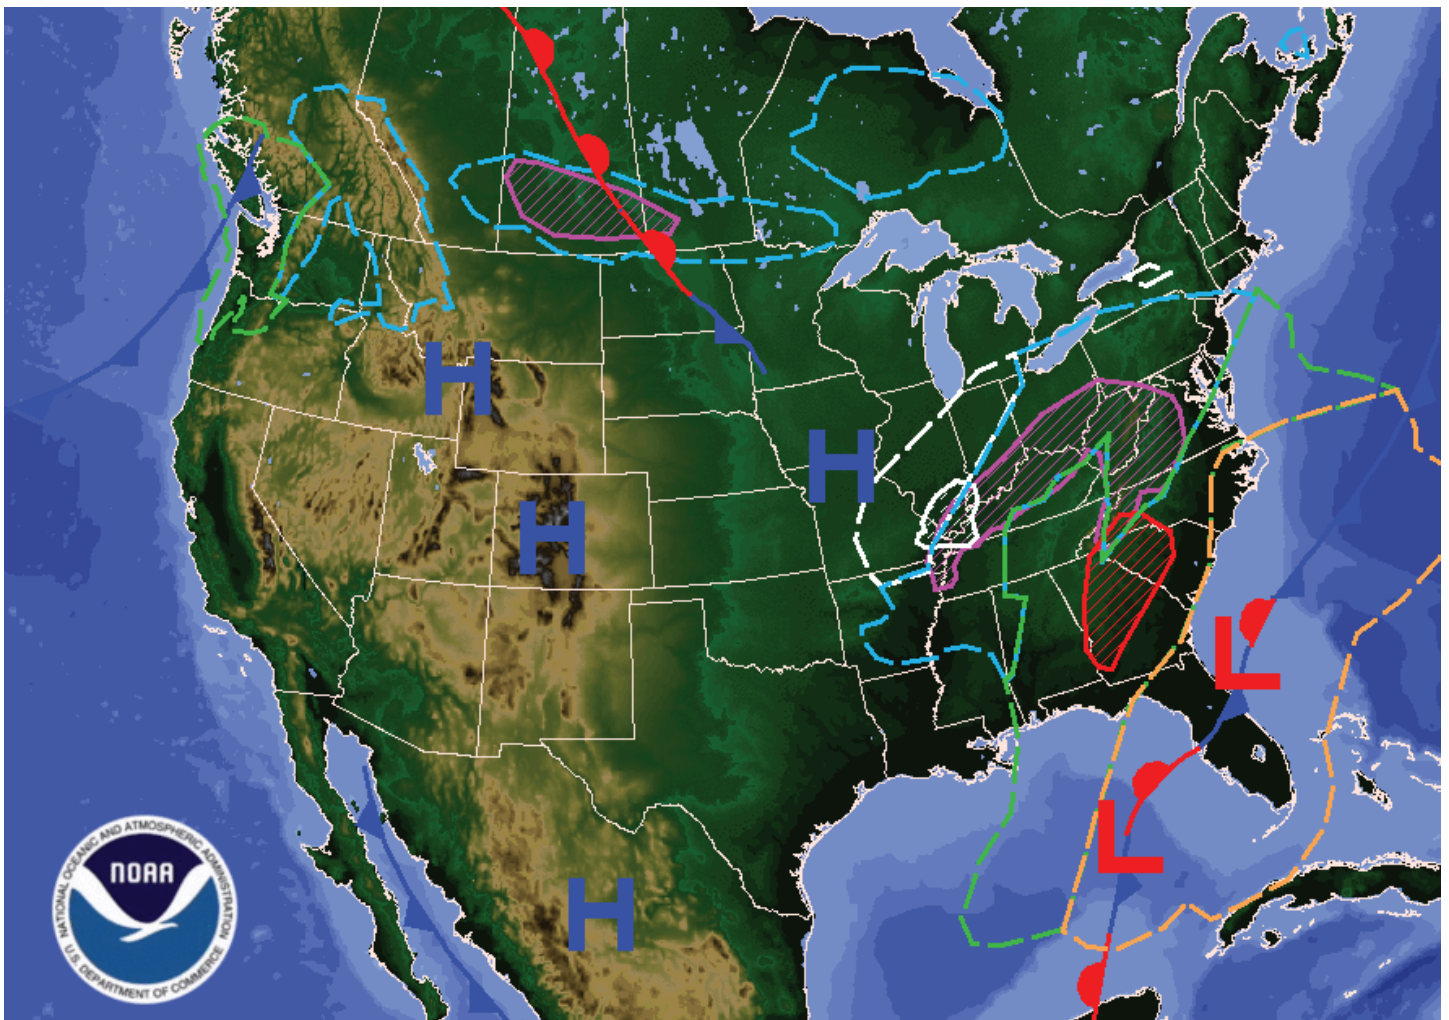 H
H
H
H
L
L
NATIONAL OCEANIC AND ATMOSPHERIC ADMINISTRATION
NOAA
U.S. DEPARTMENT OF COMMERCE